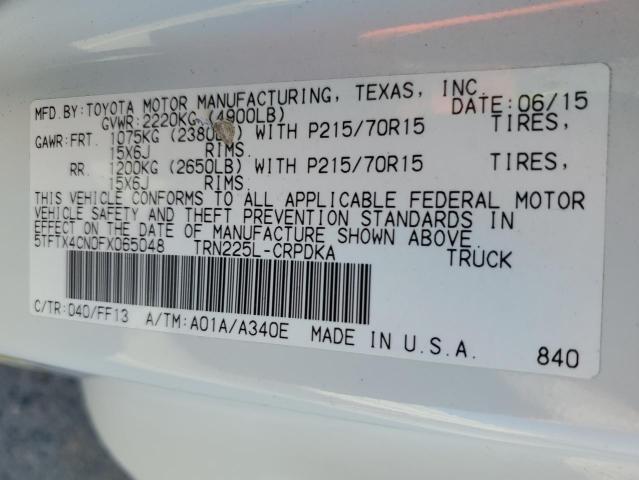 MFD.BY:TOYOTA MOTOR MANUFACTURING, TEXAS, INC.
GVWR:2220KG (4900LB) DATE:06/15
GAWR:FRT. 1075KG (2380LB) WITH P215/70R15 TIRES,
15X6J RIMS.
RR. 1200KG (2650LB) WITH P215/70R15 TIRES,
15X6J RIMS.
THIS VEHICLE CONFORMS TO ALL APPLICABLE FEDERAL MOTOR
VEHICLE SAFETY AND THEFT PREVENTION STANDARDS IN
EFFECT ON THE DATE OF MANUFACTURE SHOWN ABOVE.
5TFTX4CN0FX065048 TRN225L-CRPDKA TRUCK
C/TR:040/FF13 A/TM:A01A/A340E MADE IN U.S.A. 840